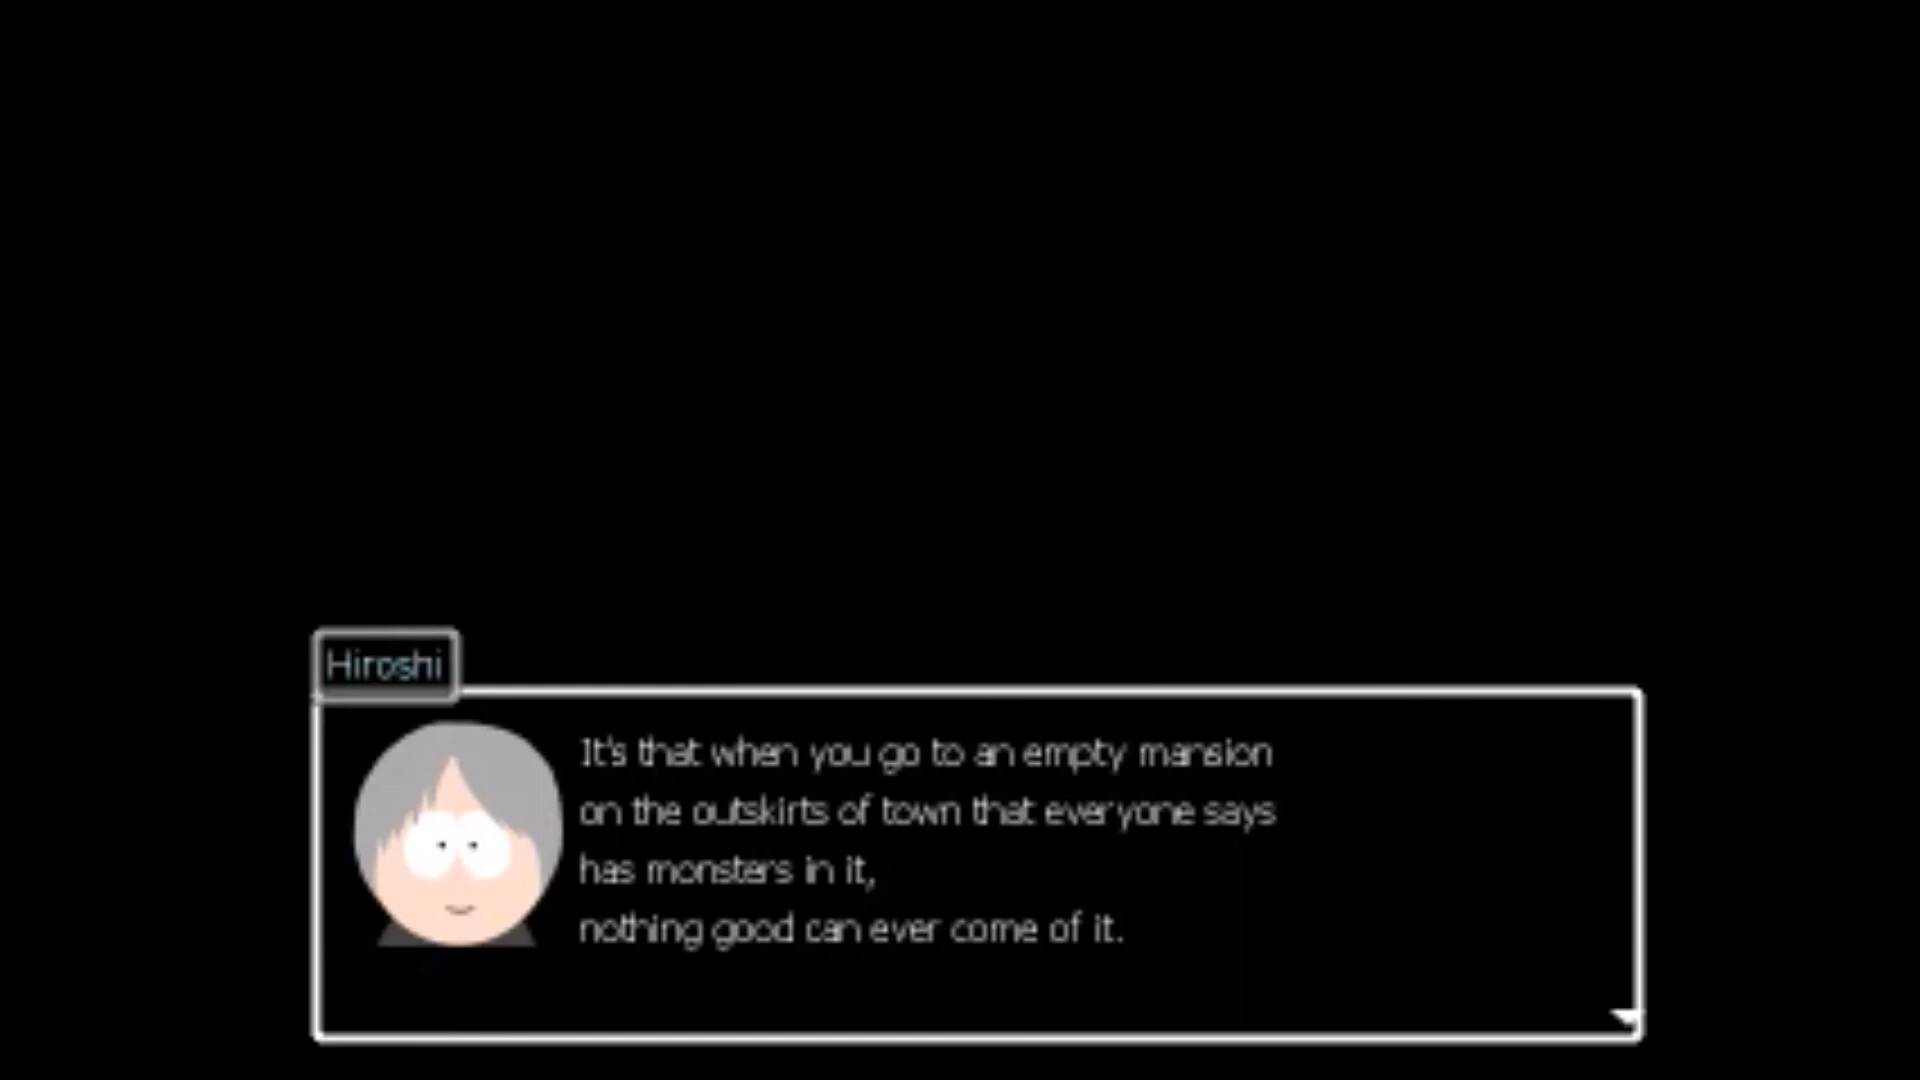 Hiroshi
It's that when you go to an empty mansion
on the outskirts of town that everyone says
has monsters in it,
nothing good can ever come of it.